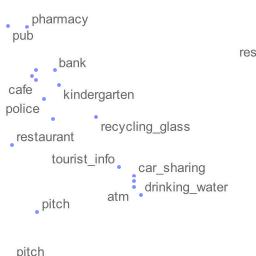 pharmacy
pub
res
bank
cafe
kindergarten
police
recycling_glass
restaurant
tourist_info
car_sharing
drinking_water
atm
pitch
pitch